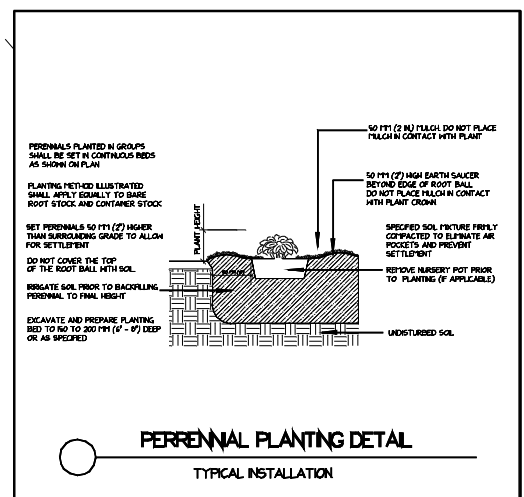 PERENNIALS PLANTED IN GROUPS
SHALL BE SET IN CONTINUOUS BEDS
AS SHOWN ON PLAN
PLANTING METHOD ILLUSTRATED
SHALL APPLY EQUALLY TO BARE
ROOT STOCK AND CONTAINER STOCK
SET PERENNIALS 50 MM (2") HIGHER
THAN SURROUNDING GRADE TO ALLOW
FOR SETTLEMENT
DO NOT COVER THE TOP
OF THE ROOT BALL WITH SOIL
IRRIGATE SOIL PRIOR TO BACKFILLING
PERENNIAL TO FINAL HEIGHT
EXCAVATE AND PREPARE PLANTING
BED TO 150 TO 200 MM (6" - 8") DEEP
OR AS SPECIFIED
PLANT HEIGHT
50 MM (2 IN.) MULCH. DO NOT PLACE
MULCH IN CONTACT WITH PLANT
50 MM (2") HIGH EARTH SAUCER
BEYOND EDGE OF ROOT BALL
DO NOT PLACE MULCH IN CONTACT
WITH PLANT CROWN
SPECIFIED SOIL MIXTURE FIRMLY
COMPACTED TO ELIMINATE AIR
POCKETS AND PREVENT
SETTLEMENT
REMOVE NURSERY POT PRIOR
TO PLANTING (IF APPLICABLE)
UNDISTURBED SOIL
PERRENNIAL PLANTING DETAIL
TYPICAL INSTALLATION